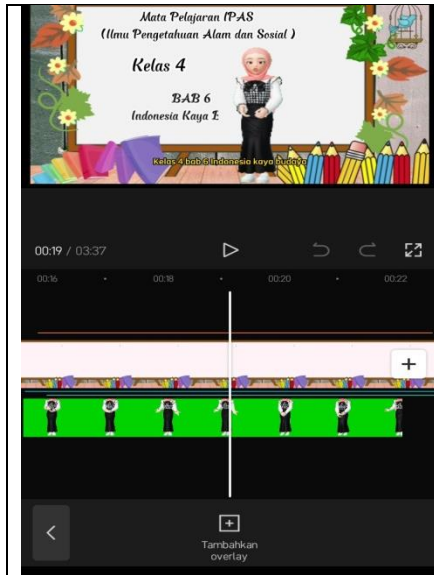 Mata Pelajaran IPAS
(Ilmu Pengetahuan Alam dan Sosial )
Kelas 4
BAB 6
Indonesia Kaya B
Kelas 4 bab 6 Indonesia kaya budaya
00:19 / 03:37
00:16
00:18
00:20
00:22
+
Tambahkan
overlay